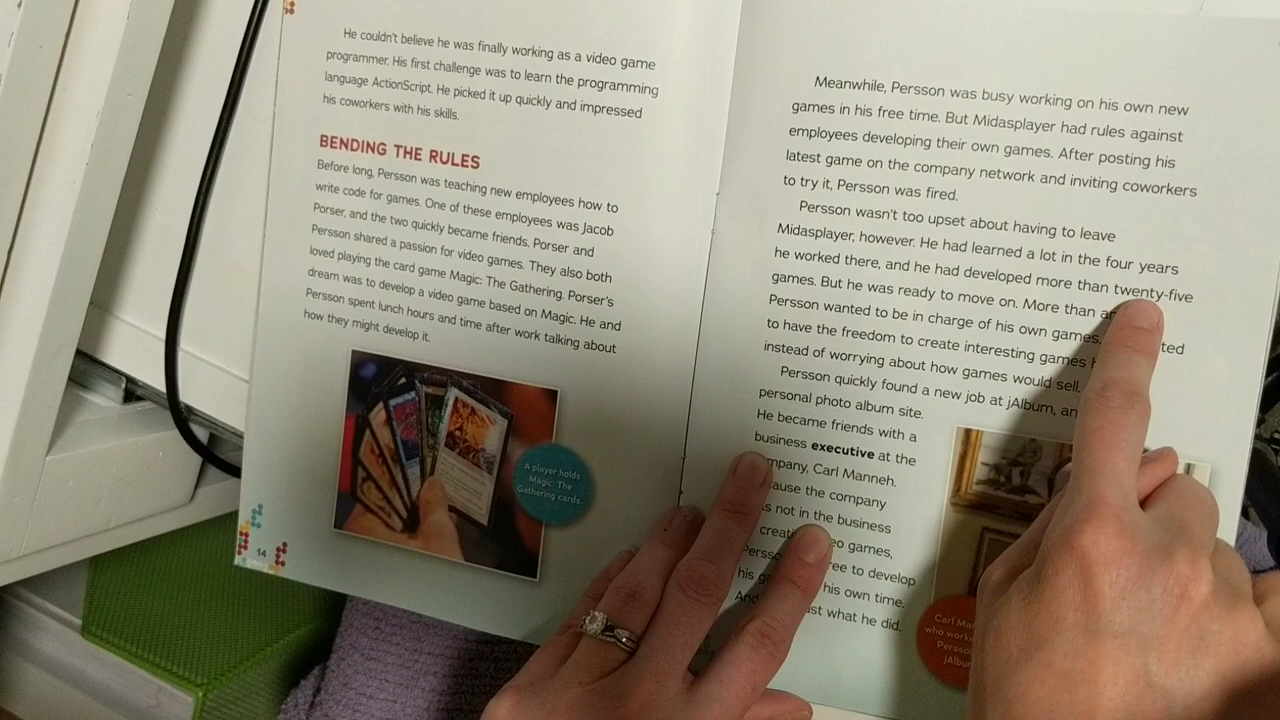 He couldn't believe he was finally working as a video game
programmer. His first challenge was to learn the programming
language ActionScript. He picked it up quickly and impressed
his coworkers with his skills.
BENDING THE RULES
Before long, Persson was teaching new employees how to
write code for games. One of these employees was Jacob
Porser, and the two quickly became friends. Porser and
Persson shared a passion for video games. They also both
loved playing the card game Magic: The Gathering. Porser's
dream was to develop a video game based on Magic. He and
Persson spent lunch hours and time after work talking about
how they might develop it.
A player holds
Magic: The
Gathering cards.
14
Meanwhile, Persson was busy working on his own new
games in his free time. But Midasplayer had rules against
employees developing their own games. After posting his
latest game on the company network and inviting coworkers
to try it, Persson was fired.
Persson wasn't too upset about having to leave
Midasplayer, however. He had learned a lot in the four years
he worked there, and he had developed more than twenty-five
games. But he was ready to move on. More than
Persson wanted to be in charge of his own games.
to have the freedom to create interesting games
instead of worrying about how games would sell.
Persson quickly found a new job at jAlbum,
personal photo album site.
He became friends with a
business executive at the
Carl Manneh.
the company
not in the business
games,
to develop
his own time.
what he did.
Carl
who
jAlbum